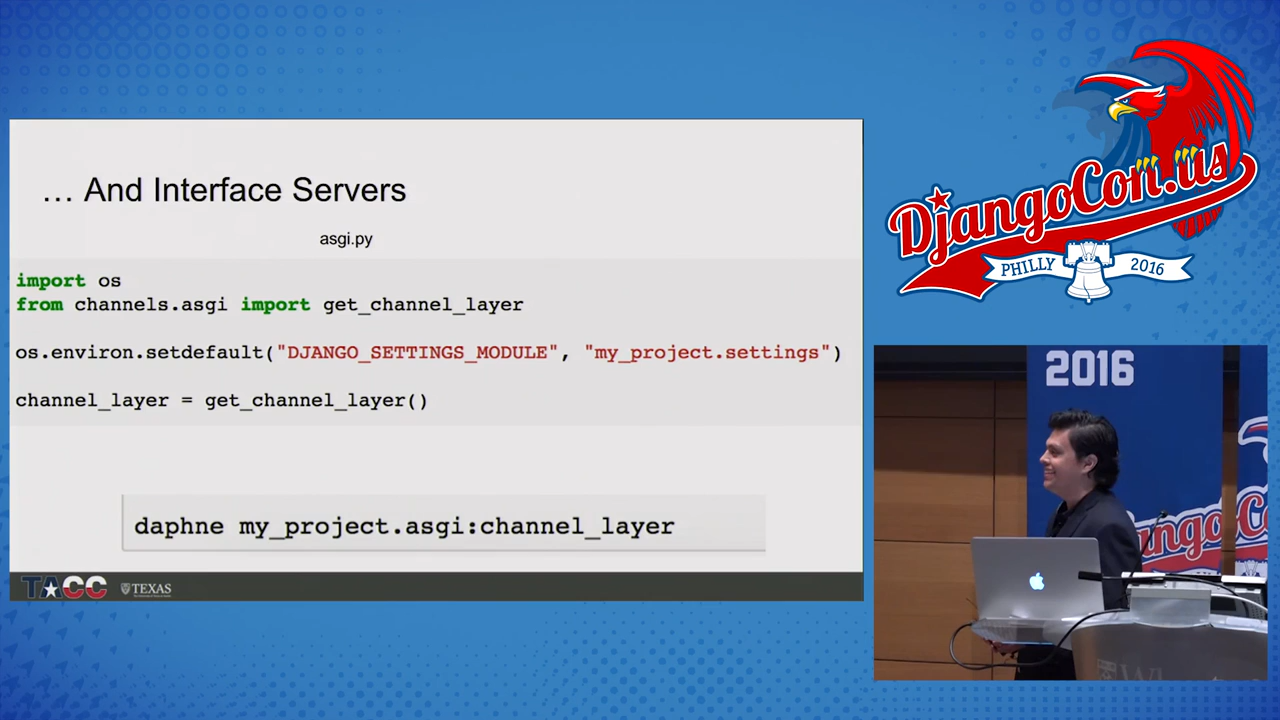 … And Interface Servers
asgi.py
import os
from channels.asgi import get_channel_layer
os.environ.setdefault("DJANGO_SETTINGS_MODULE", "my_project.settings")
channel_layer = get_channel_layer()
daphne my_project.asgi:channel_layer
TACC
TEXAS
DjangoCon.us
PHILLY
2016
2016